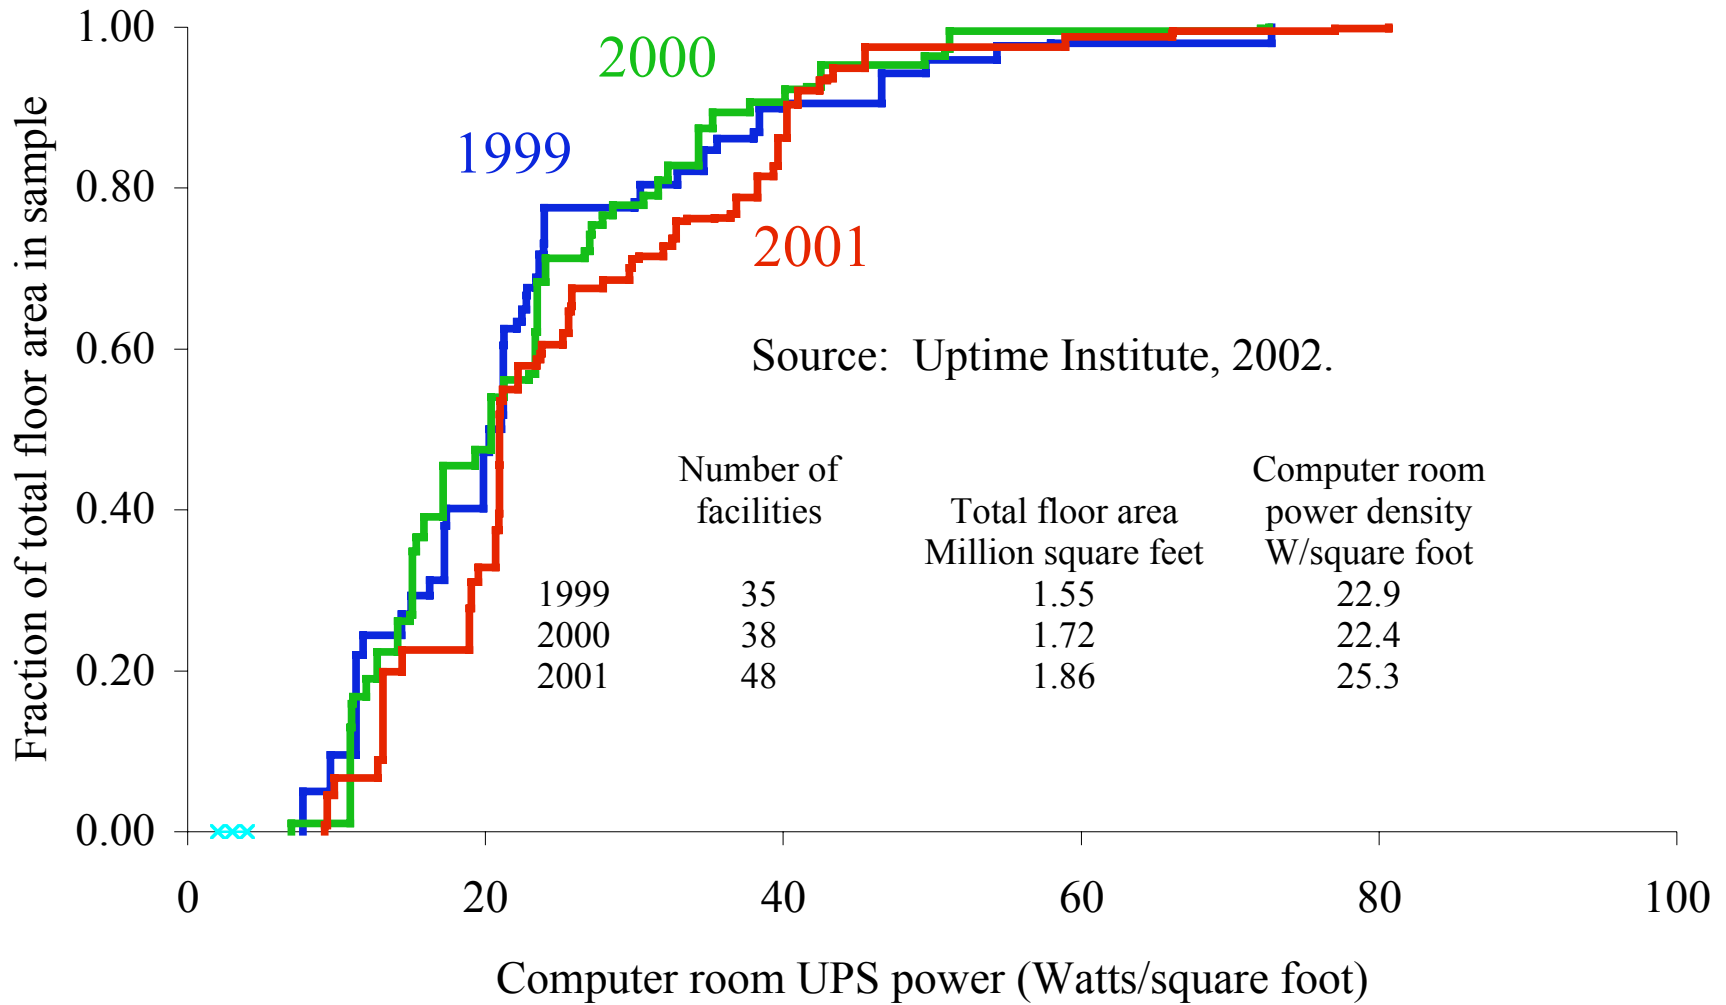 Fraction of total floor area in sample
1.00
0.80
0.60
0.40
0.20
0.00
2000
1999
2001
Source: Uptime Institute, 2002.
Number of facilities
Total floor area Million square feet
Computer room power density W/square foot
1999 35 1.55 22.9
2000 38 1.72 22.4
2001 48 1.86 25.3
0 20 40 60 80 100
Computer room UPS power (Watts/square foot)